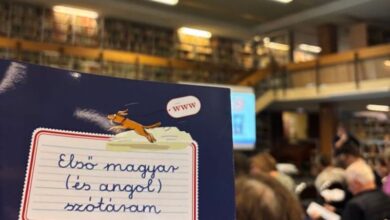 www
Első magyar
(és angol)
szótáram